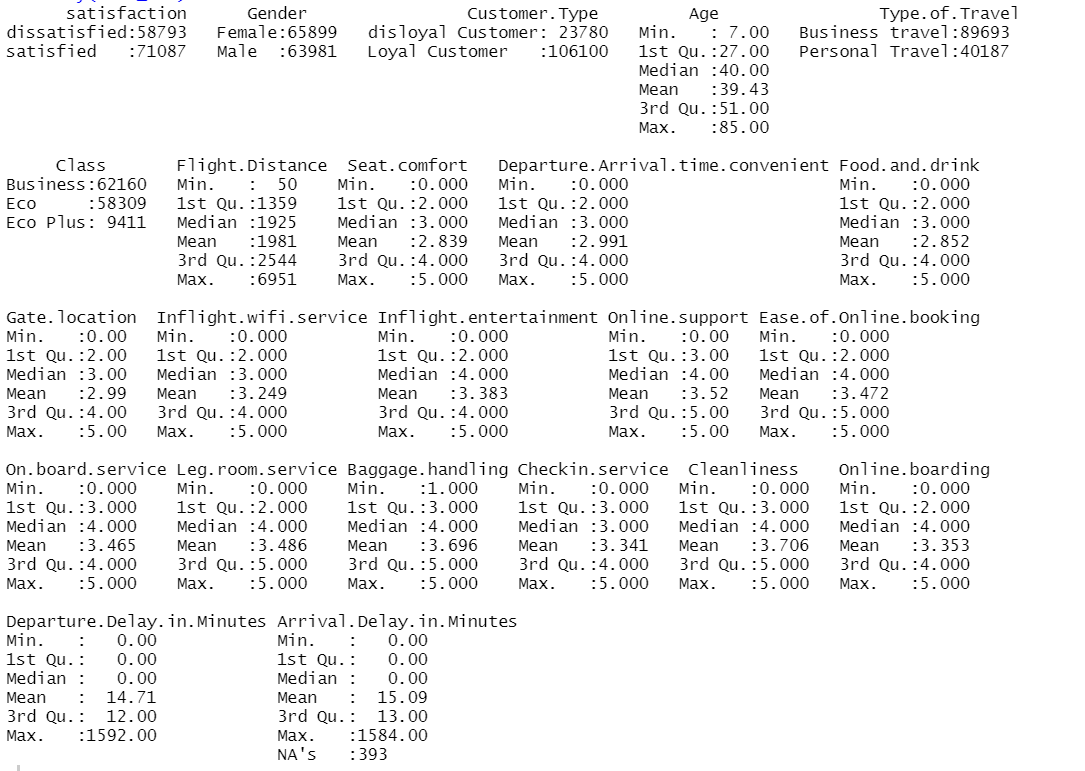 satisfaction Gender Customer.Type Age Type.of.Travel
dissatisfied:58793 Female:65899 disloyal Customer: 23780 Min. : 7.00 Business travel:89693
satisfied :71087 Male :63981 Loyal Customer :106100 1st Qu.:27.00 Personal Travel:40187
Median :40.00
Mean :39.43
3rd Qu.:51.00
Max. :85.00
Class Flight.Distance Seat.comfort Departure.Arrival.time.convenient Food.and.drink
Business:62160 Min. : 50 Min. :0.000 Min. :0.000 Min. :0.000
Eco :58309 1st Qu.:1359 1st Qu.:2.000 1st Qu.:2.000 1st Qu.:2.000
Eco Plus: 9411 Median :1925 Median :3.000 Median :3.000 Median :3.000
Mean :1981 Mean :2.839 Mean :2.991 Mean :2.852
3rd Qu.:2544 3rd Qu.:4.000 3rd Qu.:4.000 3rd Qu.:4.000
Max. :6951 Max. :5.000 Max. :5.000 Max. :5.000
Gate.location Inflight.wifi.service Inflight.entertainment Online.support Ease.of.Online.booking
Min. :0.00 Min. :0.000 Min. :0.000 Min. :0.00 Min. :0.000
1st Qu.:2.00 1st Qu.:2.000 1st Qu.:2.000 1st Qu.:3.00 1st Qu.:2.000
Median :3.00 Median :3.000 Median :4.000 Median :4.00 Median :4.000
Mean :2.99 Mean :3.249 Mean :3.383 Mean :3.52 Mean :3.472
3rd Qu.:4.00 3rd Qu.:4.000 3rd Qu.:4.000 3rd Qu.:5.00 3rd Qu.:5.000
Max. :5.00 Max. :5.000 Max. :5.000 Max. :5.00 Max. :5.000
On.board.service Leg.room.service Baggage.handling Checkin.service Cleanliness Online.boarding
Min. :0.000 Min. :0.000 Min. :1.000 Min. :0.000 Min. :0.000 Min. :0.000
1st Qu.:3.000 1st Qu.:2.000 1st Qu.:3.000 1st Qu.:3.000 1st Qu.:3.000 1st Qu.:2.000
Median :4.000 Median :4.000 Median :4.000 Median :3.000 Median :4.000 Median :4.000
Mean :3.465 Mean :3.486 Mean :3.696 Mean :3.341 Mean :3.706 Mean :3.353
3rd Qu.:4.000 3rd Qu.:5.000 3rd Qu.:5.000 3rd Qu.:4.000 3rd Qu.:5.000 3rd Qu.:4.000
Max. :5.000 Max. :5.000 Max. :5.000 Max. :5.000 Max. :5.000 Max. :5.000
Departure.Delay.in.Minutes Arrival.Delay.in.Minutes
Min. : 0.00 Min. : 0.00
1st Qu.: 0.00 1st Qu.: 0.00
Median : 0.00 Median : 0.00
Mean : 14.71 Mean : 15.09
3rd Qu.: 12.00 3rd Qu.: 13.00
Max. :1592.00 Max. :1584.00
NA's :393